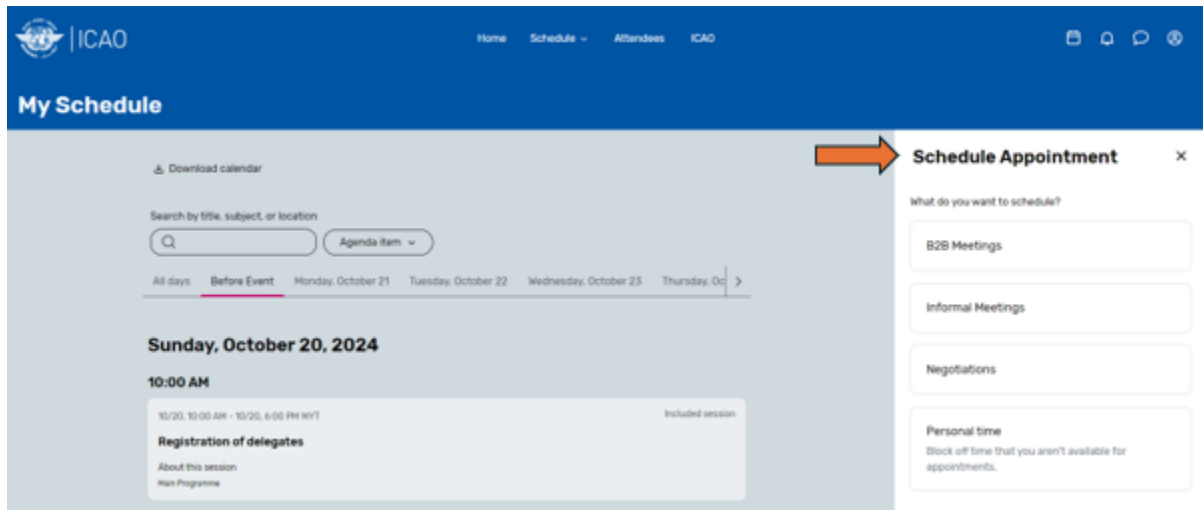 ICAO
Home Schedule Attendees ICAO
My Schedule
Download calendar
Search by title, subject, or location
Agenda item
All days Before Event Monday, October 21 Tuesday, October 22 Wednesday, October 23 Thursday, Oc
Sunday, October 20, 2024
10:00 AM
10/20, 10:00 AM - 10/20, 6:00 PM MYT Included session
Registration of delegates
About this session
Main Programme
Schedule Appointment
What do you want to schedule?
B2B Meetings
Informal Meetings
Negotiations
Personal time
Block off time that you aren't available for
appointments.